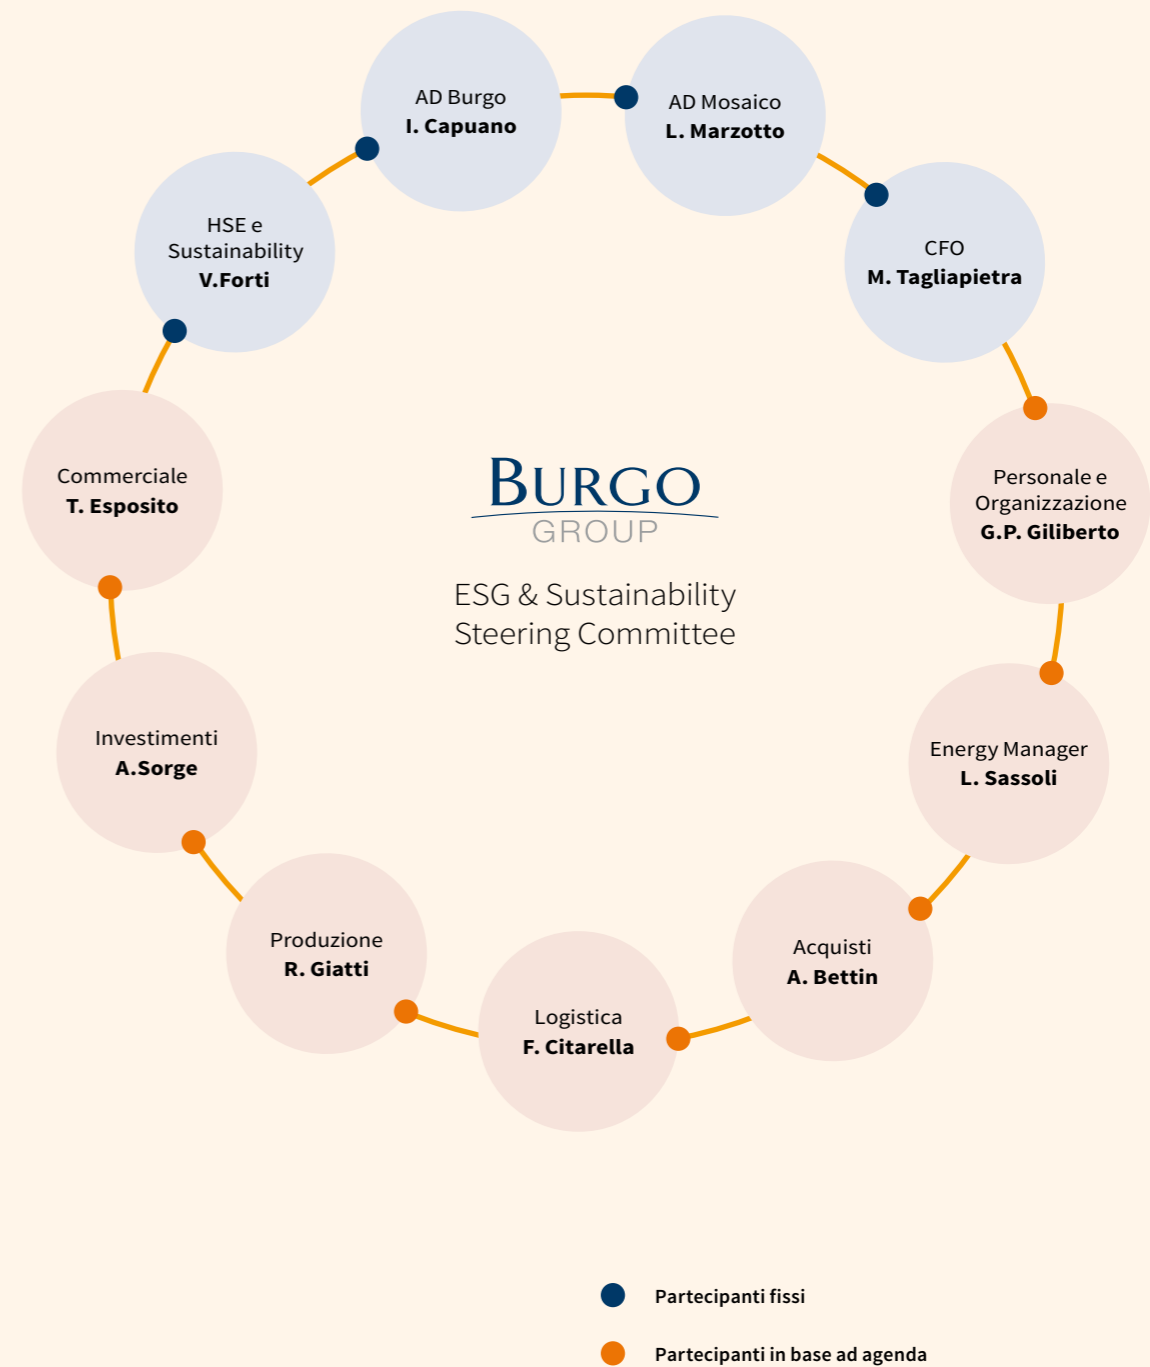 AD Burgo
I. Capuano
AD Mosaico
L. Marzotto
CFO
M. Tagliapietra
Personale e
Organizzazione
G.P. Giliberto
Energy Manager
L. Sassoli
Acquisti
A. Bettin
Logistica
F. Citarella
Produzione
R. Giatti
Investimenti
A.Sorge
Commerciale
T. Esposito
HSE e
Sustainability
V.Forti
BURGO
GROUP
ESG & Sustainability
Steering Committee
Partecipanti fissi
Partecipanti in base ad agenda